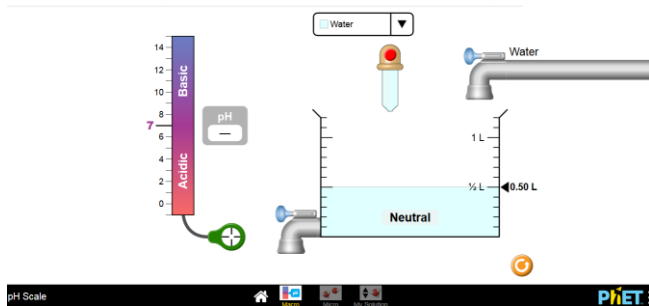 Water
14
12
10
8
7
6
4
2
0
Basic
Acidic
pH
—
Water
1 L
½ L
0.50 L
Neutral
pH Scale
Macro
Micro
My Solution
PhET